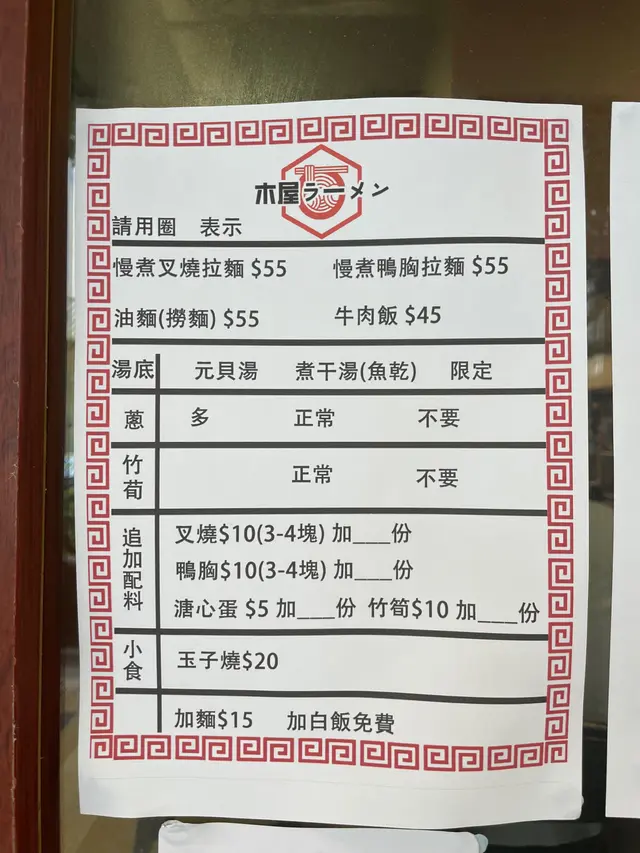 木屋ラーメン
請用圈 表示
慢煮叉燒拉麵 $55 慢煮鴨胸拉麵 $55
油麵(撈麵) $55 牛肉飯 $45
湯底 元貝湯 煮干湯(魚乾) 限定
蔥 多 正常 不要
竹荀 正常 不要
追加配料
叉燒$10(3-4塊) 加___份
鴨胸$10(3-4塊) 加___份
溏心蛋 $5 加___份 竹筍$10 加___份
小食 玉子燒$20
加麵$15 加白飯免費